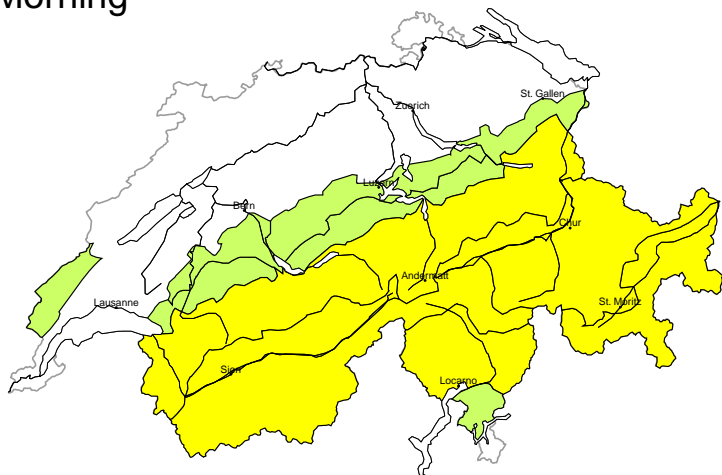 Morning
St. Gallen
Zuerich
Luzern
Bern
Chur
Andermatt
Lausanne
St. Moritz
Sion
Locarno